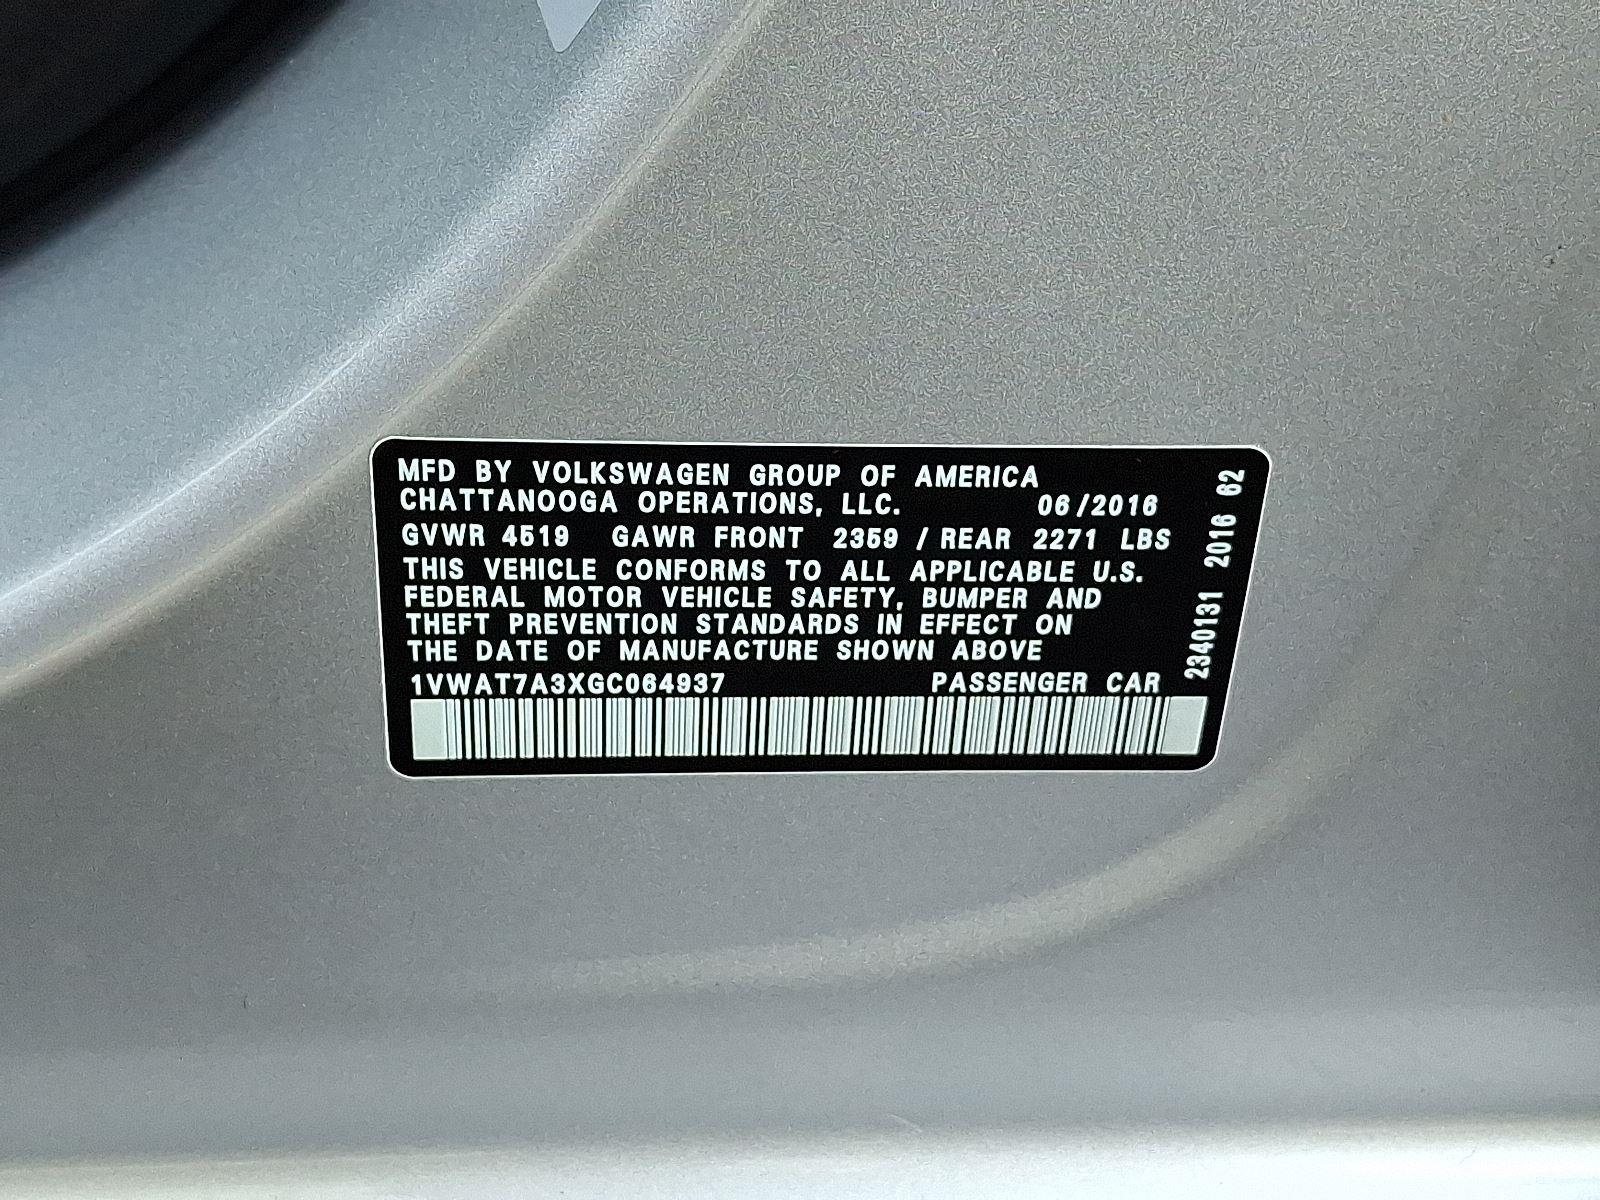 MFD BY VOLKSWAGEN GROUP OF AMERICA
CHATTANOOGA OPERATIONS, LLC. 06/2016
GVWR 4519 GAWR FRONT 2359 / REAR 2271 LBS
THIS VEHICLE CONFORMS TO ALL APPLICABLE U.S.
FEDERAL MOTOR VEHICLE SAFETY, BUMPER AND
THEFT PREVENTION STANDARDS IN EFFECT ON
THE DATE OF MANUFACTURE SHOWN ABOVE
1VWAT7A3XGC064937 PASSENGER CAR
2340131 2016 62